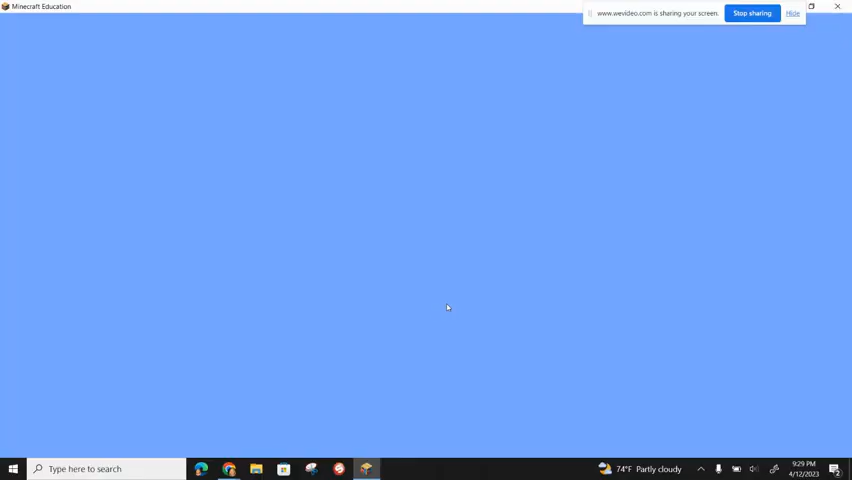 Minecraft Education
www.wevideo.com is sharing your screen.
Stop sharing
Hide
Type here to search
74°F Partly cloudy
9:29 PM
4/12/2023
2